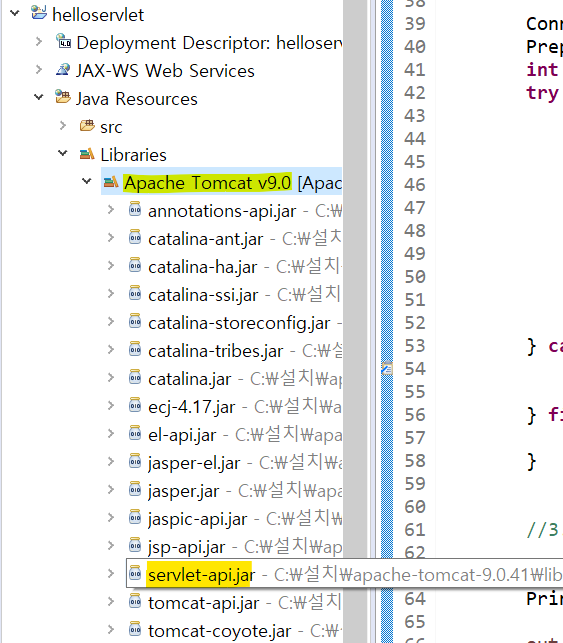 helloservlet
Deployment Descriptor: helloserv
JAX-WS Web Services
Java Resources
src
Libraries
Apache Tomcat v9.0 [Apac
annotations-api.jar - C:₩
catalina-ant.jar - C:₩설치
catalina-ha.jar - C:₩설치
catalina-ssi.jar - C:₩설치
catalina-storeconfig.jar -
catalina-tribes.jar - C:₩설
catalina.jar - C:₩설치₩ap
ecj-4.17.jar - C:₩설치₩ap
el-api.jar - C:₩설치₩apa
jasper-el.jar - C:₩설치₩a
jasper.jar - C:₩설치₩apa
jaspic-api.jar - C:₩설치₩
jsp-api.jar - C:₩설치₩apa
servlet-api.jar - C:₩설치₩apache-tomcat-9.0.41₩lib
tomcat-api.jar - C:₩설치₩
tomcat-coyote.jar - C:₩설
38
39 Conn
40 Prep
41 int
42 try
43
44
45
46
47
48
49
50
51
52
53 } ca
54
55
56 } fi
57
58 }
59
60
61 //3
62
64 Prin
65
66 out